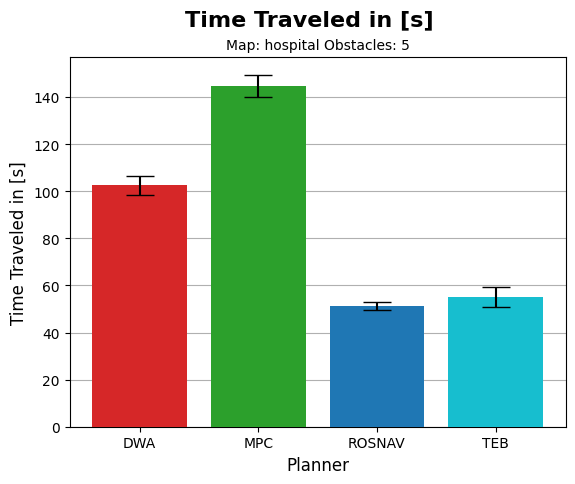 Time Traveled in [s]
Map: hospital Obstacles: 5
Time Traveled in [s]
140
120
100
80
60
40
20
0
DWA MPC ROSNAV TEB
Planner